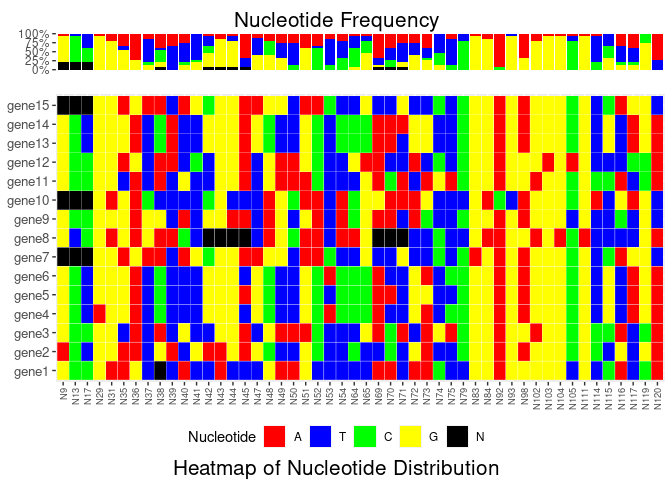 Nucleotide Frequency
100%
75%
50%
25%
0%
gene15
gene14
gene13
gene12
gene11
gene10
gene9
gene8
gene7
gene6
gene5
gene4
gene3
gene2
gene1
N9 N13 N17 N29 N31 N35 N36 N37 N38 N39 N40 N41 N42 N43 N44 N45 N47 N48 N49 N50 N51 N52 N53 N54 N64 N65 N69 N70 N71 N72 N73 N74 N75 N79 N83 N84 N92 N93 N98 N102 N103 N104 N105 N111 N114 N115 N116 N117 N119 N120
Nucleotide A T C G N
Heatmap of Nucleotide Distribution